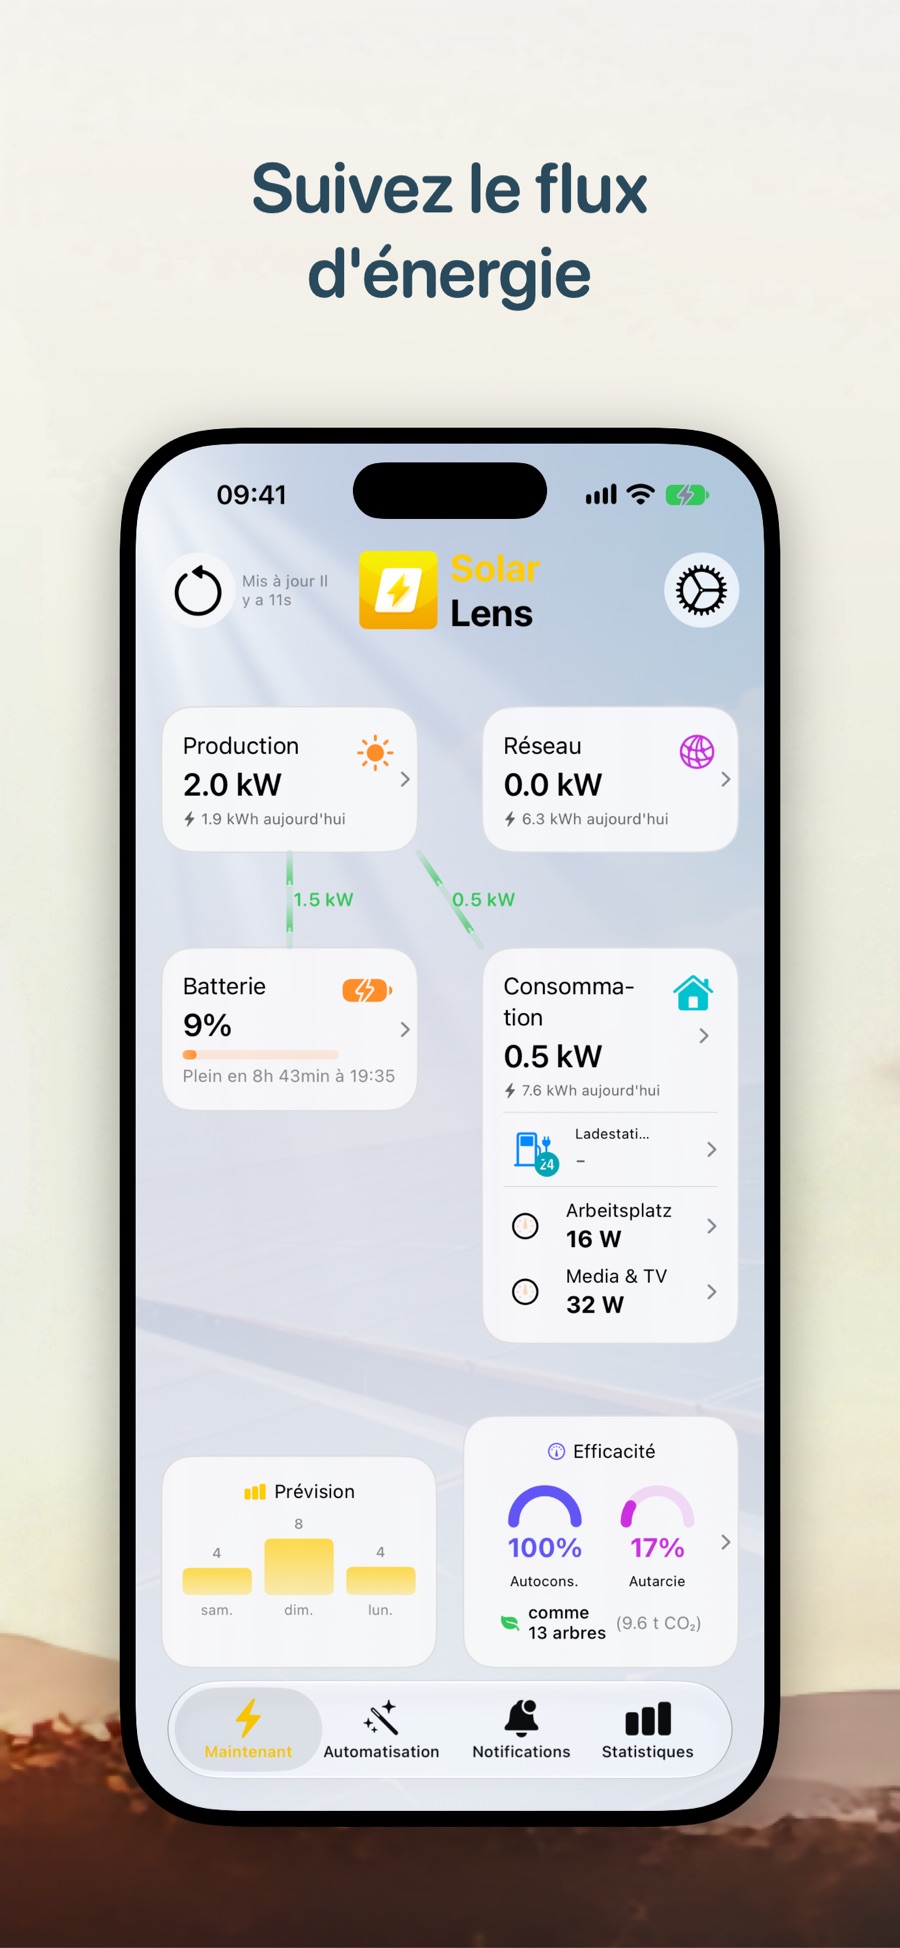 Suivez le flux
d'énergie
09:41
Mis à jour Il
y a 11s
Solar
Lens
Production
2.0 kW
1.9 kWh aujourd'hui
Réseau
0.0 kW
6.3 kWh aujourd'hui
1.5 kW
0.5 kW
Batterie
9%
Plein en 8h 43min à 19:35
Consomma-
tion
0.5 kW
7.6 kWh aujourd'hui
Ladestati...
24
-
Arbeitsplatz
16 W
Media & TV
32 W
Prévision
4
8
4
sam.
dim.
lun.
Efficacité
100%
17%
Autocons.
Autarcie
comme
13 arbres
(9.6 t CO₂)
Maintenant
Automatisation
Notifications
Statistiques